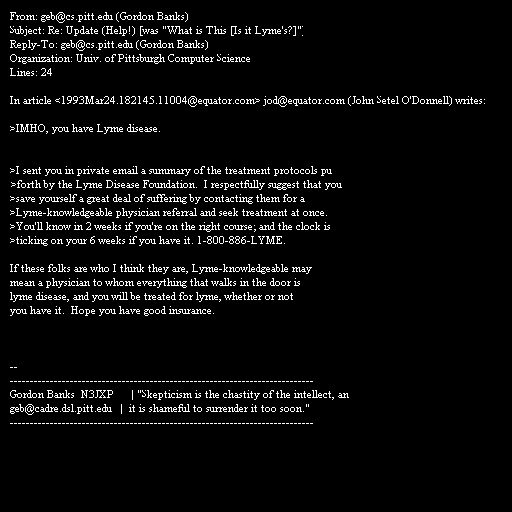 From: geb@cs.pitt.edu (Gordon Banks)
Subject: Re: Update (Help!) [was "What is This [Is it Lyme's?]"]
Reply-To: geb@cs.pitt.edu (Gordon Banks)
Organization: Univ. of Pittsburgh Computer Science
Lines: 24

In article <1993Mar24.182145.11004@equator.com> jod@equator.com (John Setel O'Donnell) writes:

>IMHO, you have Lyme disease.

>I sent you in private email a summary of the treatment protocols pu
>forth by the Lyme Disease Foundation.  I respectfully suggest that you
>save yourself a great deal of suffering by contacting them for a
>Lyme-knowledgeable physician referral and seek treatment at once.
>You'll know in 2 weeks if you're on the right course; and the clock is
>ticking on your 6 weeks if you have it. 1-800-886-LYME.

If these folks are who I think they are, Lyme-knowledgeable may
mean a physician to whom everything that walks in the door is
lyme disease, and you will be treated for lyme, whether or not
you have it.  Hope you have good insurance.

--
----------------------------------------------------------------------------
Gordon Banks  N3JXP      | "Skepticism is the chastity of the intellect, an
geb@cadre.dsl.pitt.edu   |  it is shameful to surrender it too soon."
----------------------------------------------------------------------------